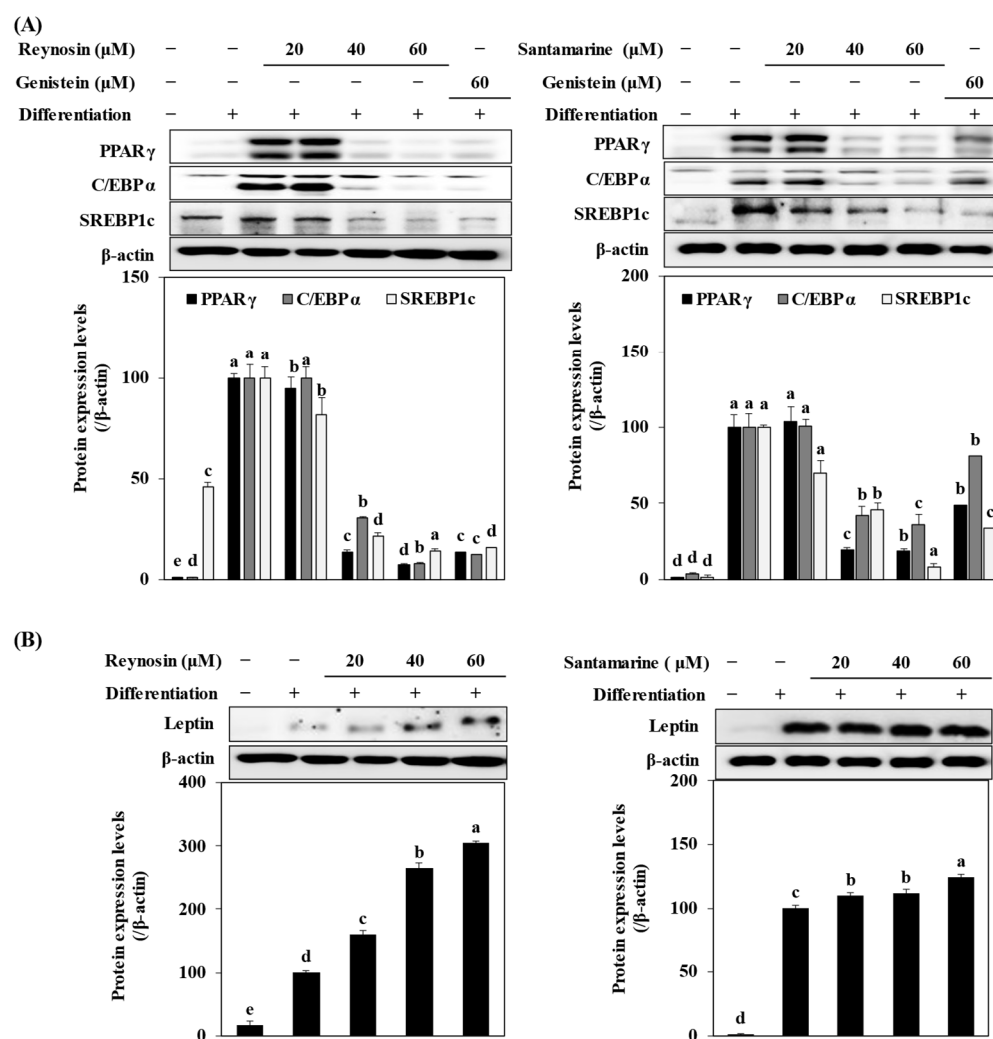 (A)
Reynosin (μM) – – 20 40 60 –
Genistein (μM) 60
Differentiation – + + + + +
PPARγ
C/EBPα
SREBP1c
β-actin
150
100
50
0
Protein expression levels
(/β-actin)
PPARγ C/EBPα SREBP1c
e d c
a a a
b a b
c b d
d b a
c c d
Santamarine (μM) – – 20 40 60 –
Genistein (μM) 60
Differentiation – + + + + +
PPARγ
C/EBPα
SREBP1c
β-actin
200
150
100
50
0
Protein expression levels
(/β-actin)
PPARγ C/EBPα SREBP1c
d d d
a a a
a a a
c b b
b c a
b b c
(B)
Reynosin (μM) – – 20 40 60
Differentiation – + + + +
Leptin
β-actin
400
300
200
100
0
Protein expression levels
(/β-actin)
e d c b a
Santamarine ( μM) – – 20 40 60
Differentiation – + + + +
Leptin
β-actin
200
150
100
50
0
Protein expression levels
(/β-actin)
d c b b a